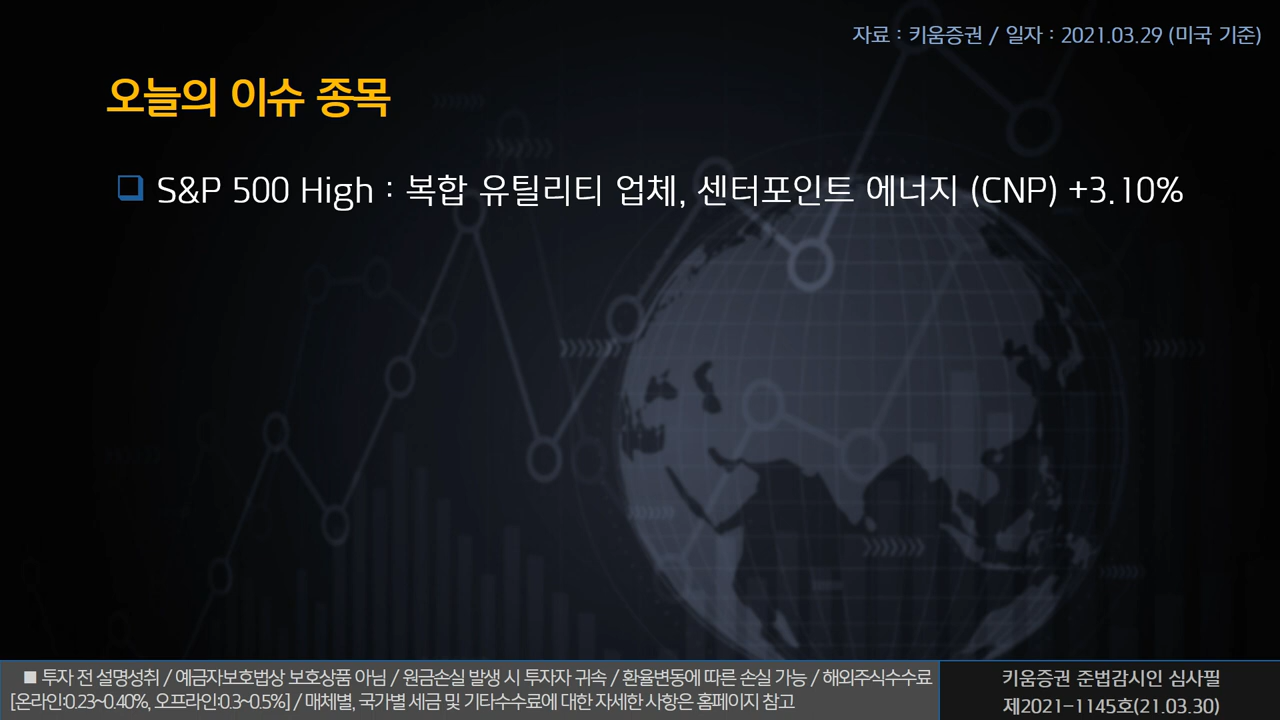 자료 : 키움증권 / 일자 : 2021.03.29 (미국 기준)
오늘의 이슈 종목
❏ S&P 500 High : 복합 유틸리티 업체, 센터포인트 에너지 (CNP) +3.10%
■ 투자 전 설명성취 / 예금자보호법상 보호상품 아님 / 원금손실 발생 시 투자자 귀속 / 환율변동에 따른 손실 가능 / 해외주식수수료
[온라인:0.23~0.40%, 오프라인:0.3~0.5%] / 매체별, 국가별 세금 및 기타수수료에 대한 자세한 사항은 홈페이지 참고
키움증권 준법감시인 심사필
제2021-1145호(21.03.30)